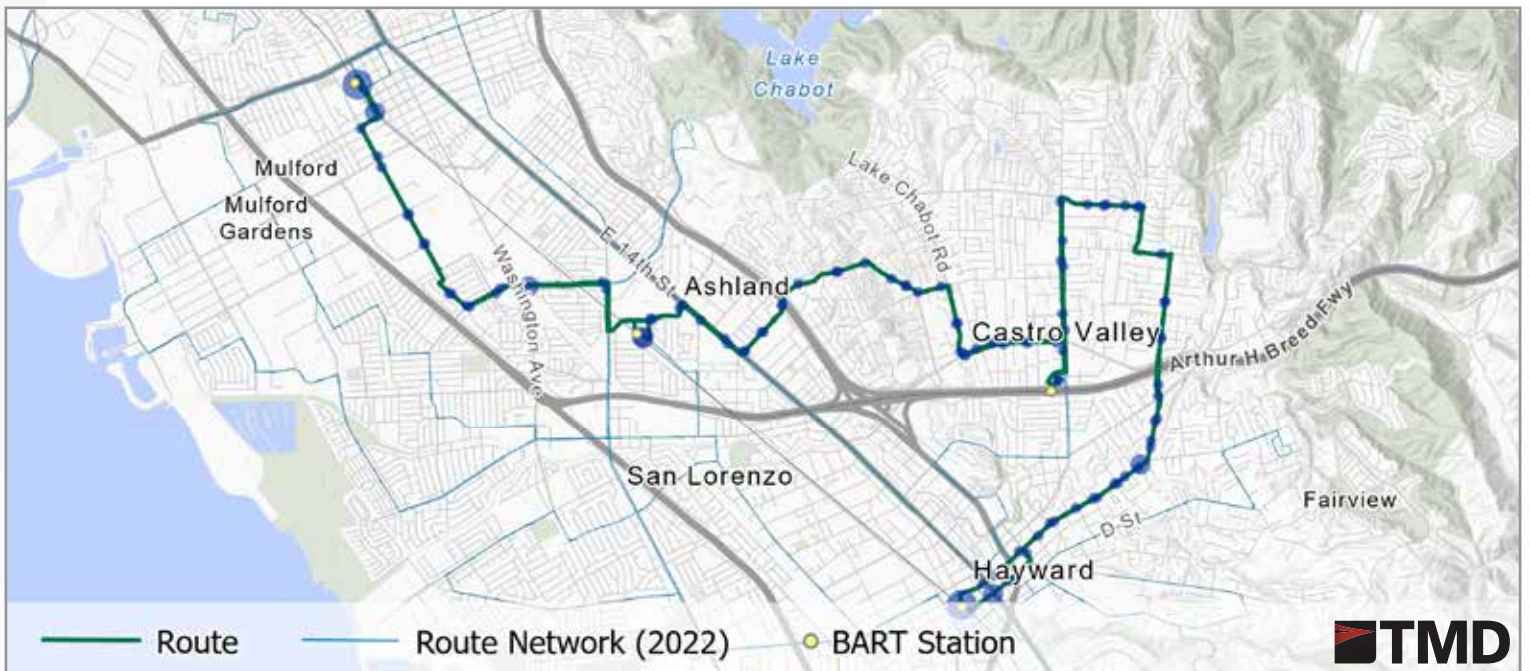 Lake
Chabot
Mulford
Mulford
Gardens
Lake Chabot Rd
Washington Ave
E 14th St
Ashland
Castro Valley
Arthur H Breed Fwy
San Lorenzo
Fairview
D St
Hayward
Route
Route Network (2022)
BART Station
TMD